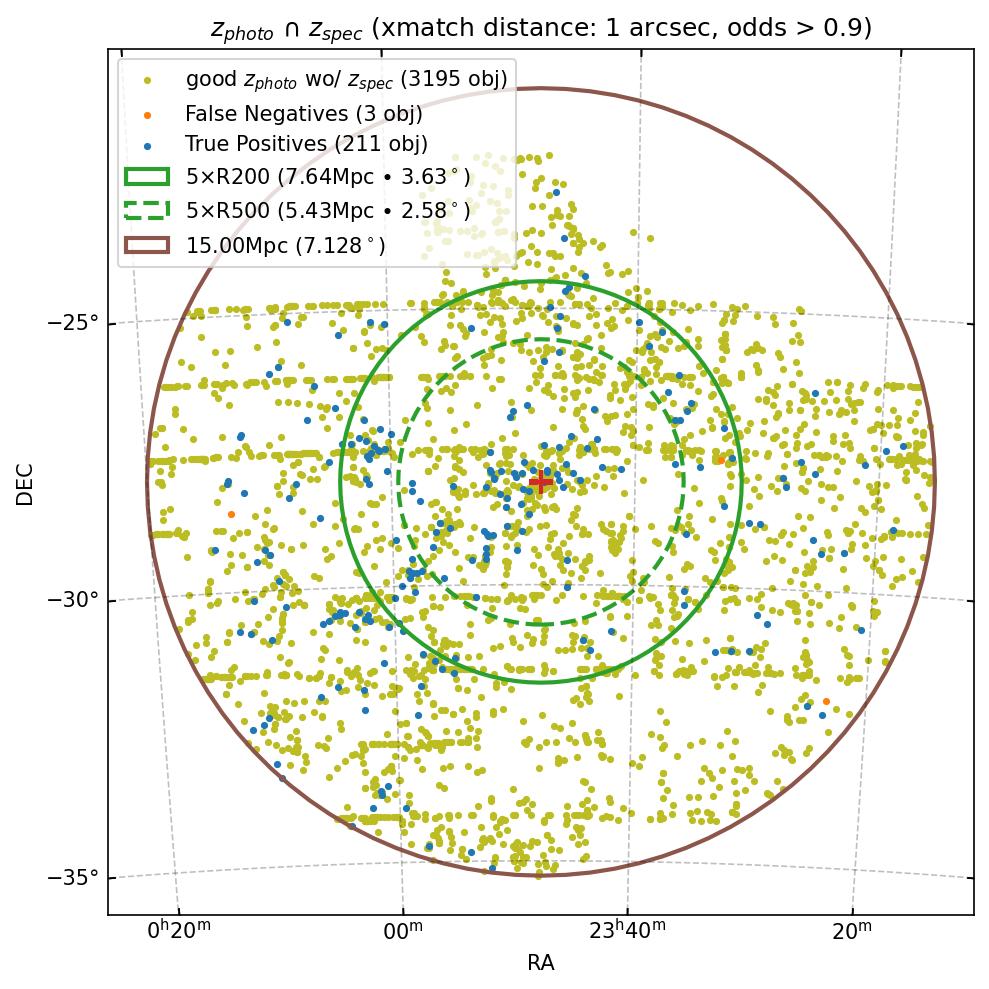 z_photo ∩ z_spec (xmatch distance: 1 arcsec, odds > 0.9)
good z_photo wo/ z_spec (3195 obj)
False Negatives (3 obj)
True Positives (211 obj)
5×R200 (7.64Mpc • 3.63°)
5×R500 (5.43Mpc • 2.58°)
15.00Mpc (7.128°)
−25°
−30°
−35°
DEC
0h20m
00m
23h40m
20m
RA